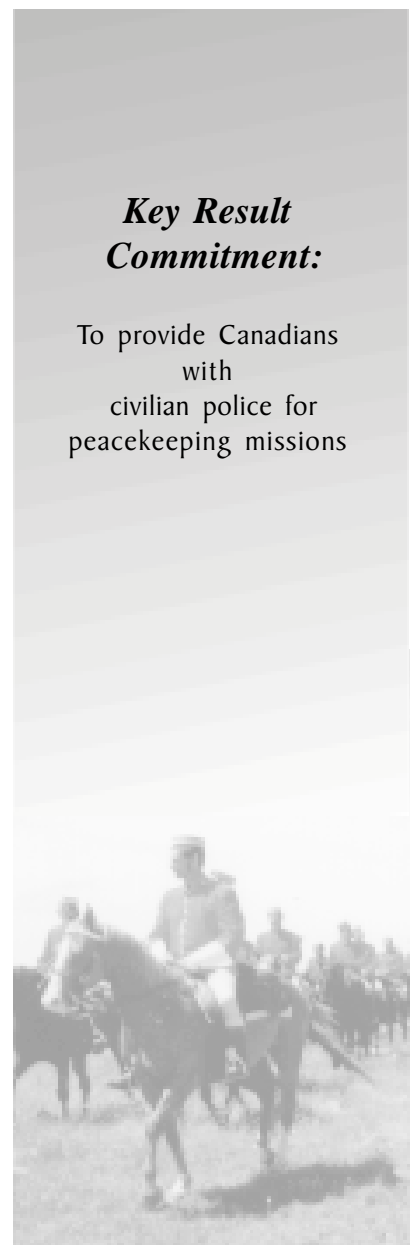 Key Result
Commitment:
To provide Canadians
with
civilian police for
peacekeeping missions